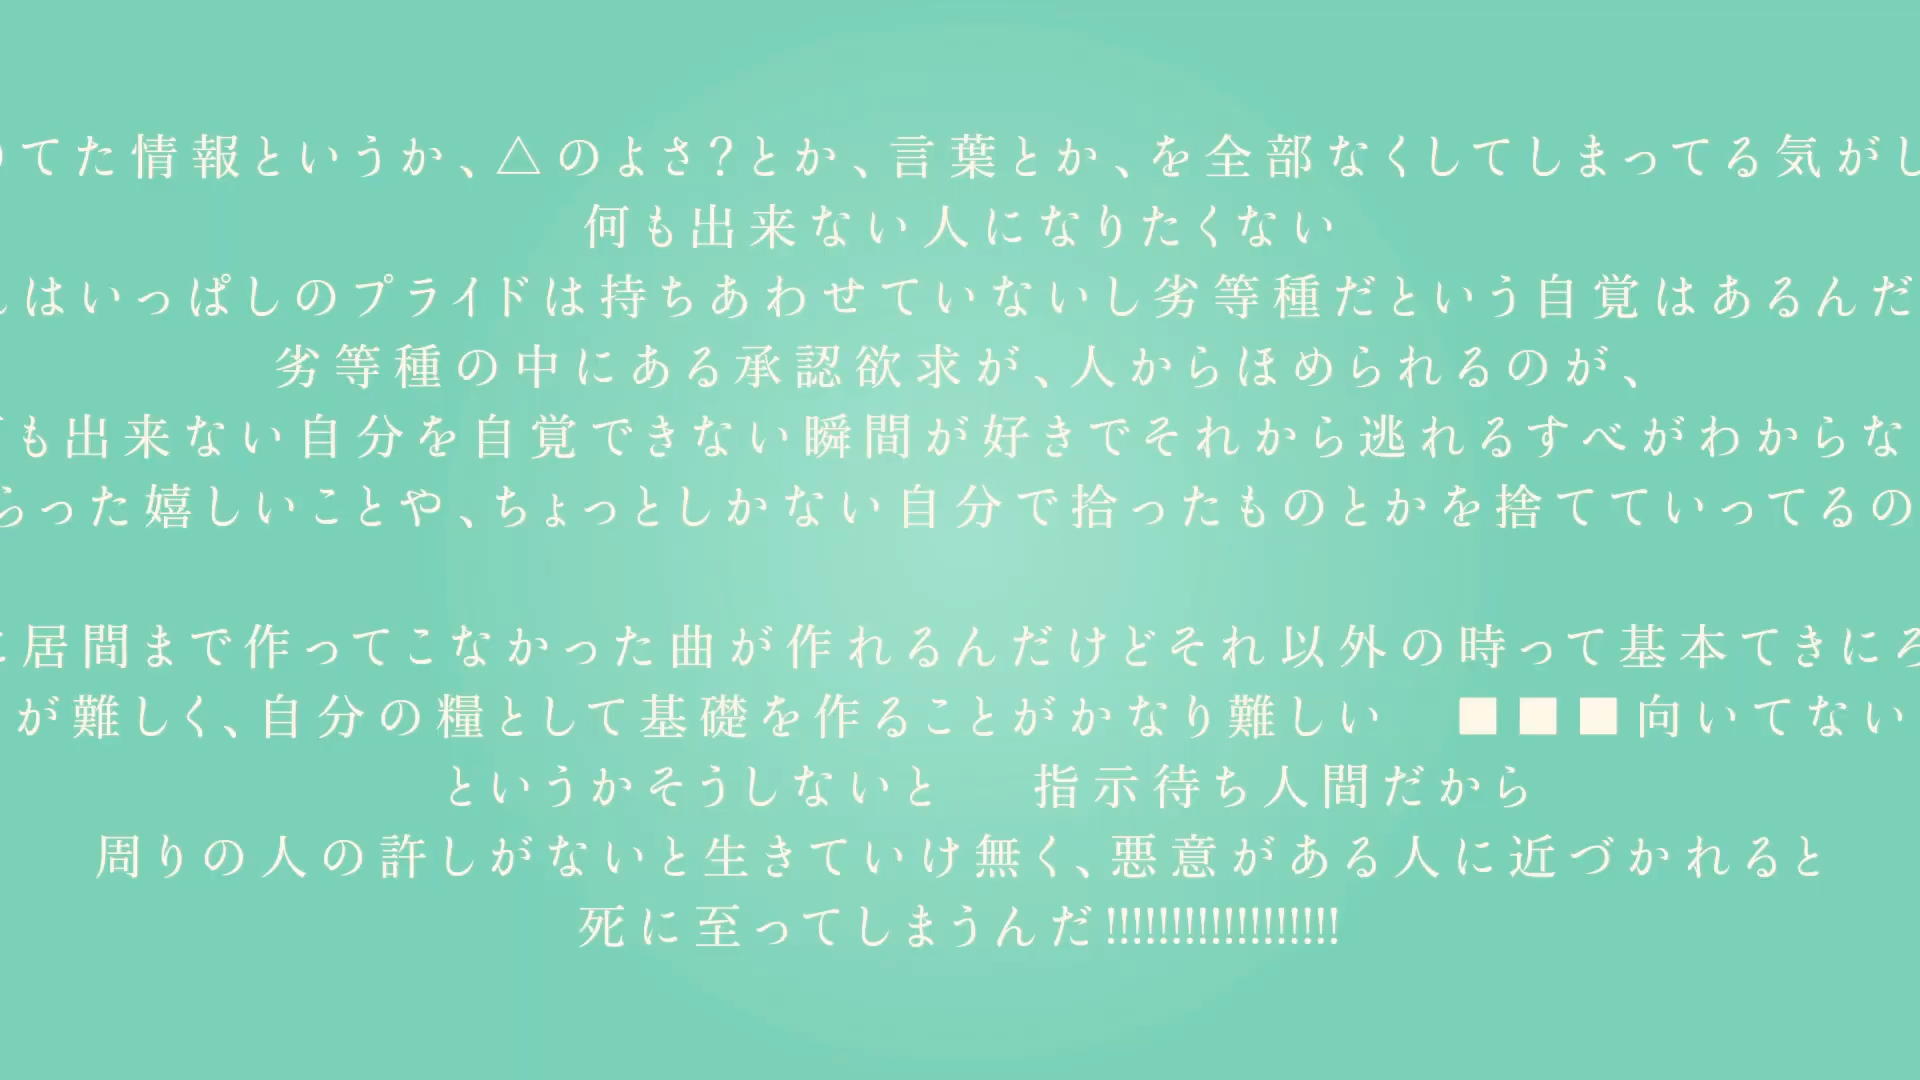 てた情報というか、△のよさ？とか、言葉とか、を全部なくしてしまってる気がし
何も出来ない人になりたくない
はいっぱしのプライドは持ちあわせていないし劣等種だという自覚はあるんだ
劣等種の中にある承認欲求が、人からほめられるのが、
も出来ない自分を自覚できない瞬間が好きでそれから逃れるすべがわからな
らった嬉しいことや、ちょっとしかない自分で拾ったものとかを捨てていってるの
居間まで作ってこなかった曲が作れるんだけどそれ以外の時って基本てきにろ
が難しく、自分の糧として基礎を作ることがかなり難しい　■■■向いてない
というかそうしないと　指示待ち人間だから
周りの人の許しがないと生きていけ無く、悪意がある人に近づかれると
死に至ってしまうんだ!!!!!!!!!!!!!!!!!!